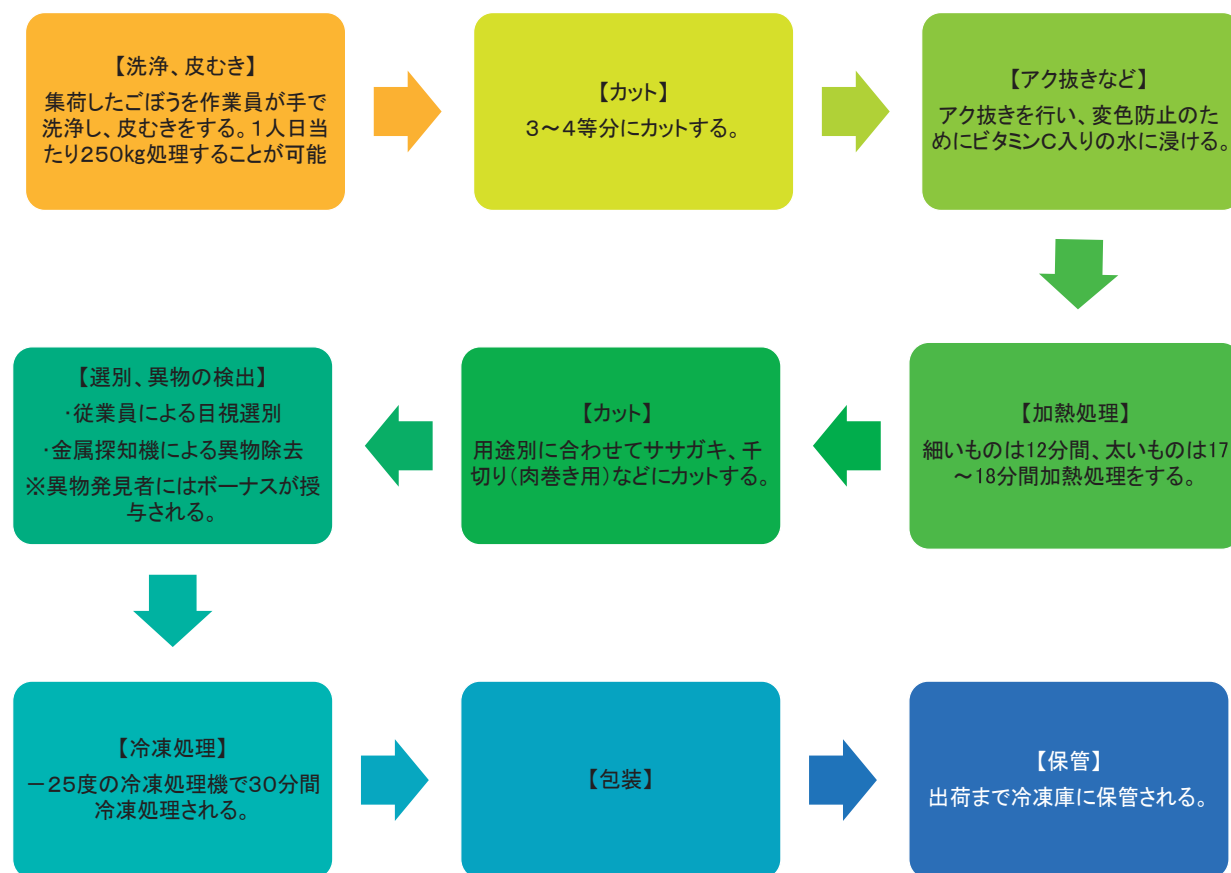 【洗浄、皮むき】
集荷したごぼうを作業員が手で
洗浄し、皮むきをする。1人日当
たり250kg処理することが可能
【カット】
3～4等分にカットする。
【アク抜きなど】
アク抜きを行い、変色防止のた
めにビタミンC入りの水に浸ける。
【加熱処理】
細いものは12分間、太いものは17
～18分間加熱処理をする。
【カット】
用途別に合わせてササガキ、千
切り(肉巻き用)などにカットする。
【選別、異物の検出】
・従業員による目視選別
・金属探知機による異物除去
※異物発見者にはボーナスが授
与される。
【冷凍処理】
－25度の冷凍処理機で30分間
冷凍処理される。
【包装】
【保管】
出荷まで冷凍庫に保管される。